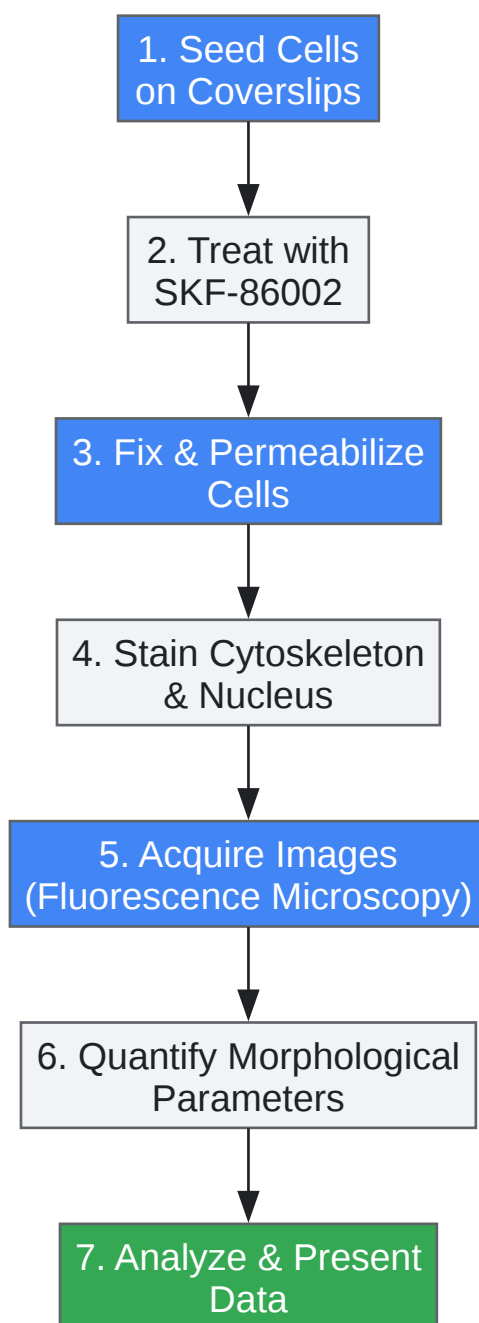 1. Seed Cells
on Coverslips
2. Treat with
SKF-86002
3. Fix & Permeabilize
Cells
4. Stain Cytoskeleton
& Nucleus
5. Acquire Images
(Fluorescence Microscopy)
6. Quantify Morphological
Parameters
7. Analyze & Present
Data